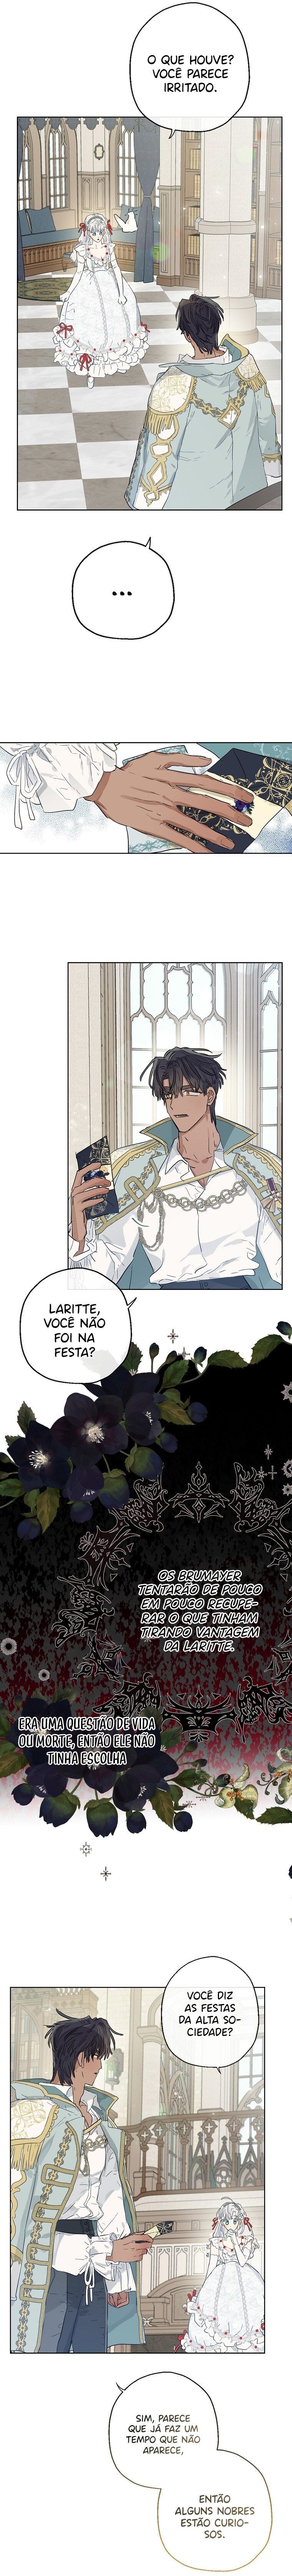 O QUE HOUVE?
VOCÊ PARECE
IRRITADO.
...
LARITTE,
VOCÊ NÃO
FOI NA
FESTA?
OS BRUMAYER
TENTARÃO DE POUCO
EM POUCO RECUPE-
RAR O QUE TINHAM
TIRANDO VANTAGEM
DA LARITTE.
ERA UMA QUESTÃO DE VIDA
OU MORTE, ENTÃO ELE NÃO
TINHA ESCOLHA
VOCÊ DIZ
AS FESTAS
DA ALTA SO-
CIEDADE?
SIM, PARECE
QUE JÁ FAZ UM
TEMPO QUE NÃO
APARECE,
ENTÃO
ALGUNS NOBRES
ESTÃO CURIO-
SOS.